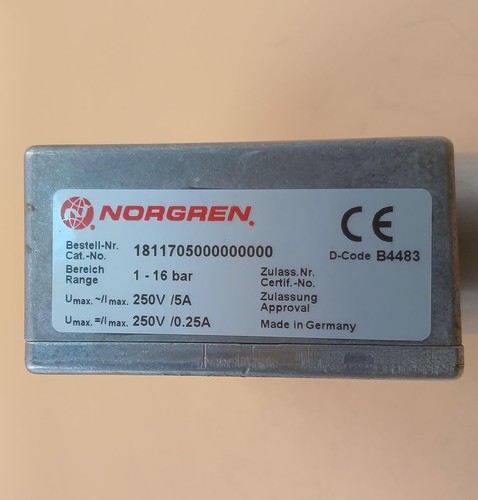 NORGREN®
CE
Bestell-Nr.
Cat.-No. 1811705000000000 D-Code B4483
Bereich
Range 1 - 16 bar
Zulass.Nr.
Certif.-No.
Umax. ~/Imax. 250V /5A
Zulassung
Approval
Umax. =/Imax. 250V /0.25A
Made in Germany